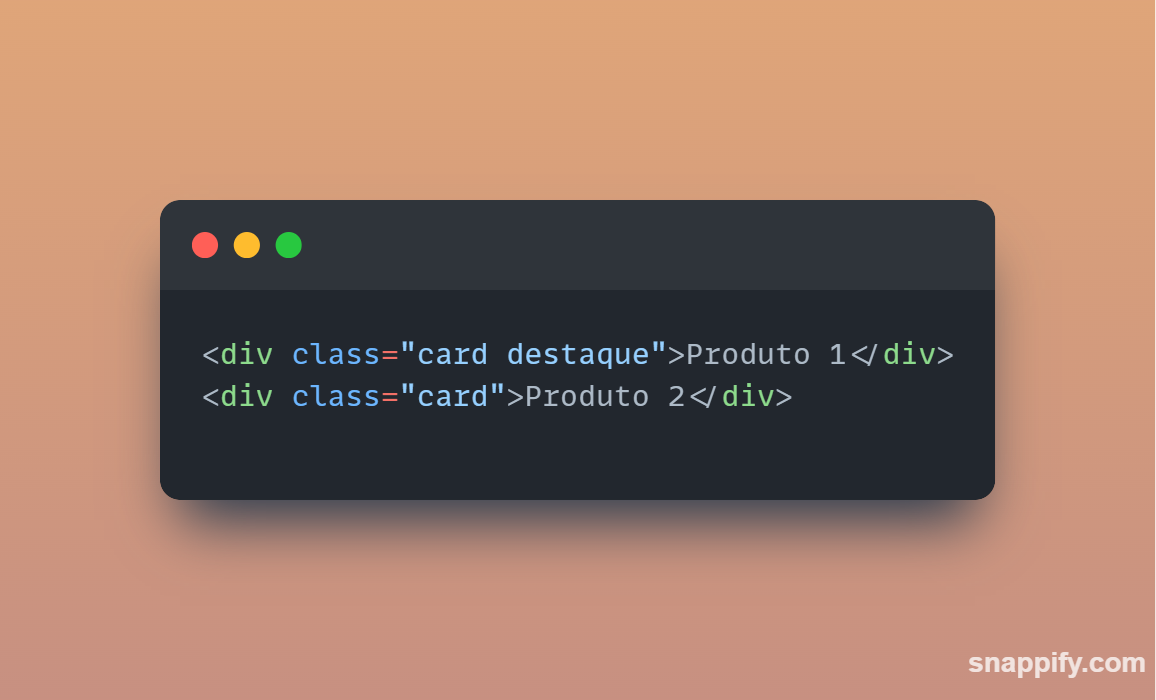 <div class="card destaque">Produto 1</div>
<div class="card">Produto 2</div>
snappify.com